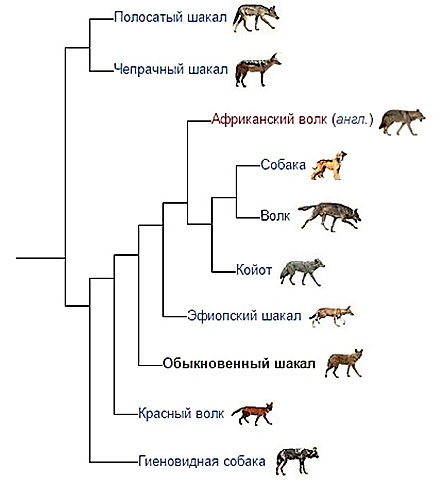 Полосатый шакал
Чепрачный шакал
Африканский волк (англ.)
Собака
Волк
Койот
Эфиопский шакал
Обыкновенный шакал
Красный волк
Гиеновидная собака